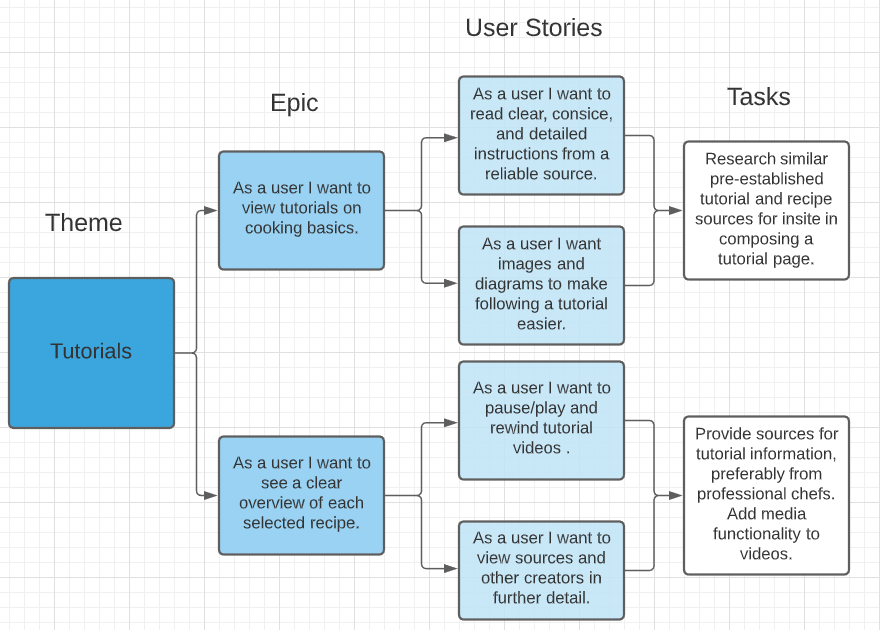 User Stories
Epic
Tasks
Theme
Tutorials
As a user I want to
view tutorials on
cooking basics.
As a user I want to
see a clear
overview of each
selected recipe.
As a user I want to
read clear, consice,
and detailed
instructions from a
reliable source.
As a user I want
images and
diagrams to make
following a tutorial
easier.
As a user I want to
pause/play and
rewind tutorial
videos .
As a user I want to
view sources and
other creators in
further detail.
Research similar
pre-established
tutorial and recipe
sources for insite in
composing a
tutorial page.
Provide sources for
tutorial information,
preferably from
professional chefs.
Add media
functionality to
videos.